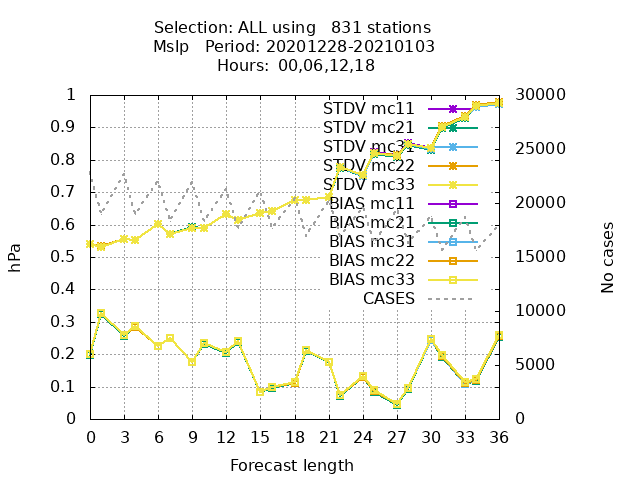 Selection: ALL using 831 stations
Mslp Period: 20201228-20210103
Hours: 00,06,12,18
1
0.9
0.8
0.7
0.6
0.5
0.4
0.3
0.2
0.1
0
hPa
30000
25000
20000
15000
10000
5000
0
No cases
STDV mc11
STDV mc21
STDV mc31
STDV mc22
STDV mc33
BIAS mc11
BIAS mc21
BIAS mc31
BIAS mc22
BIAS mc33
CASES
0 3 6 9 12 15 18 21 24 27 30 33 36
Forecast length